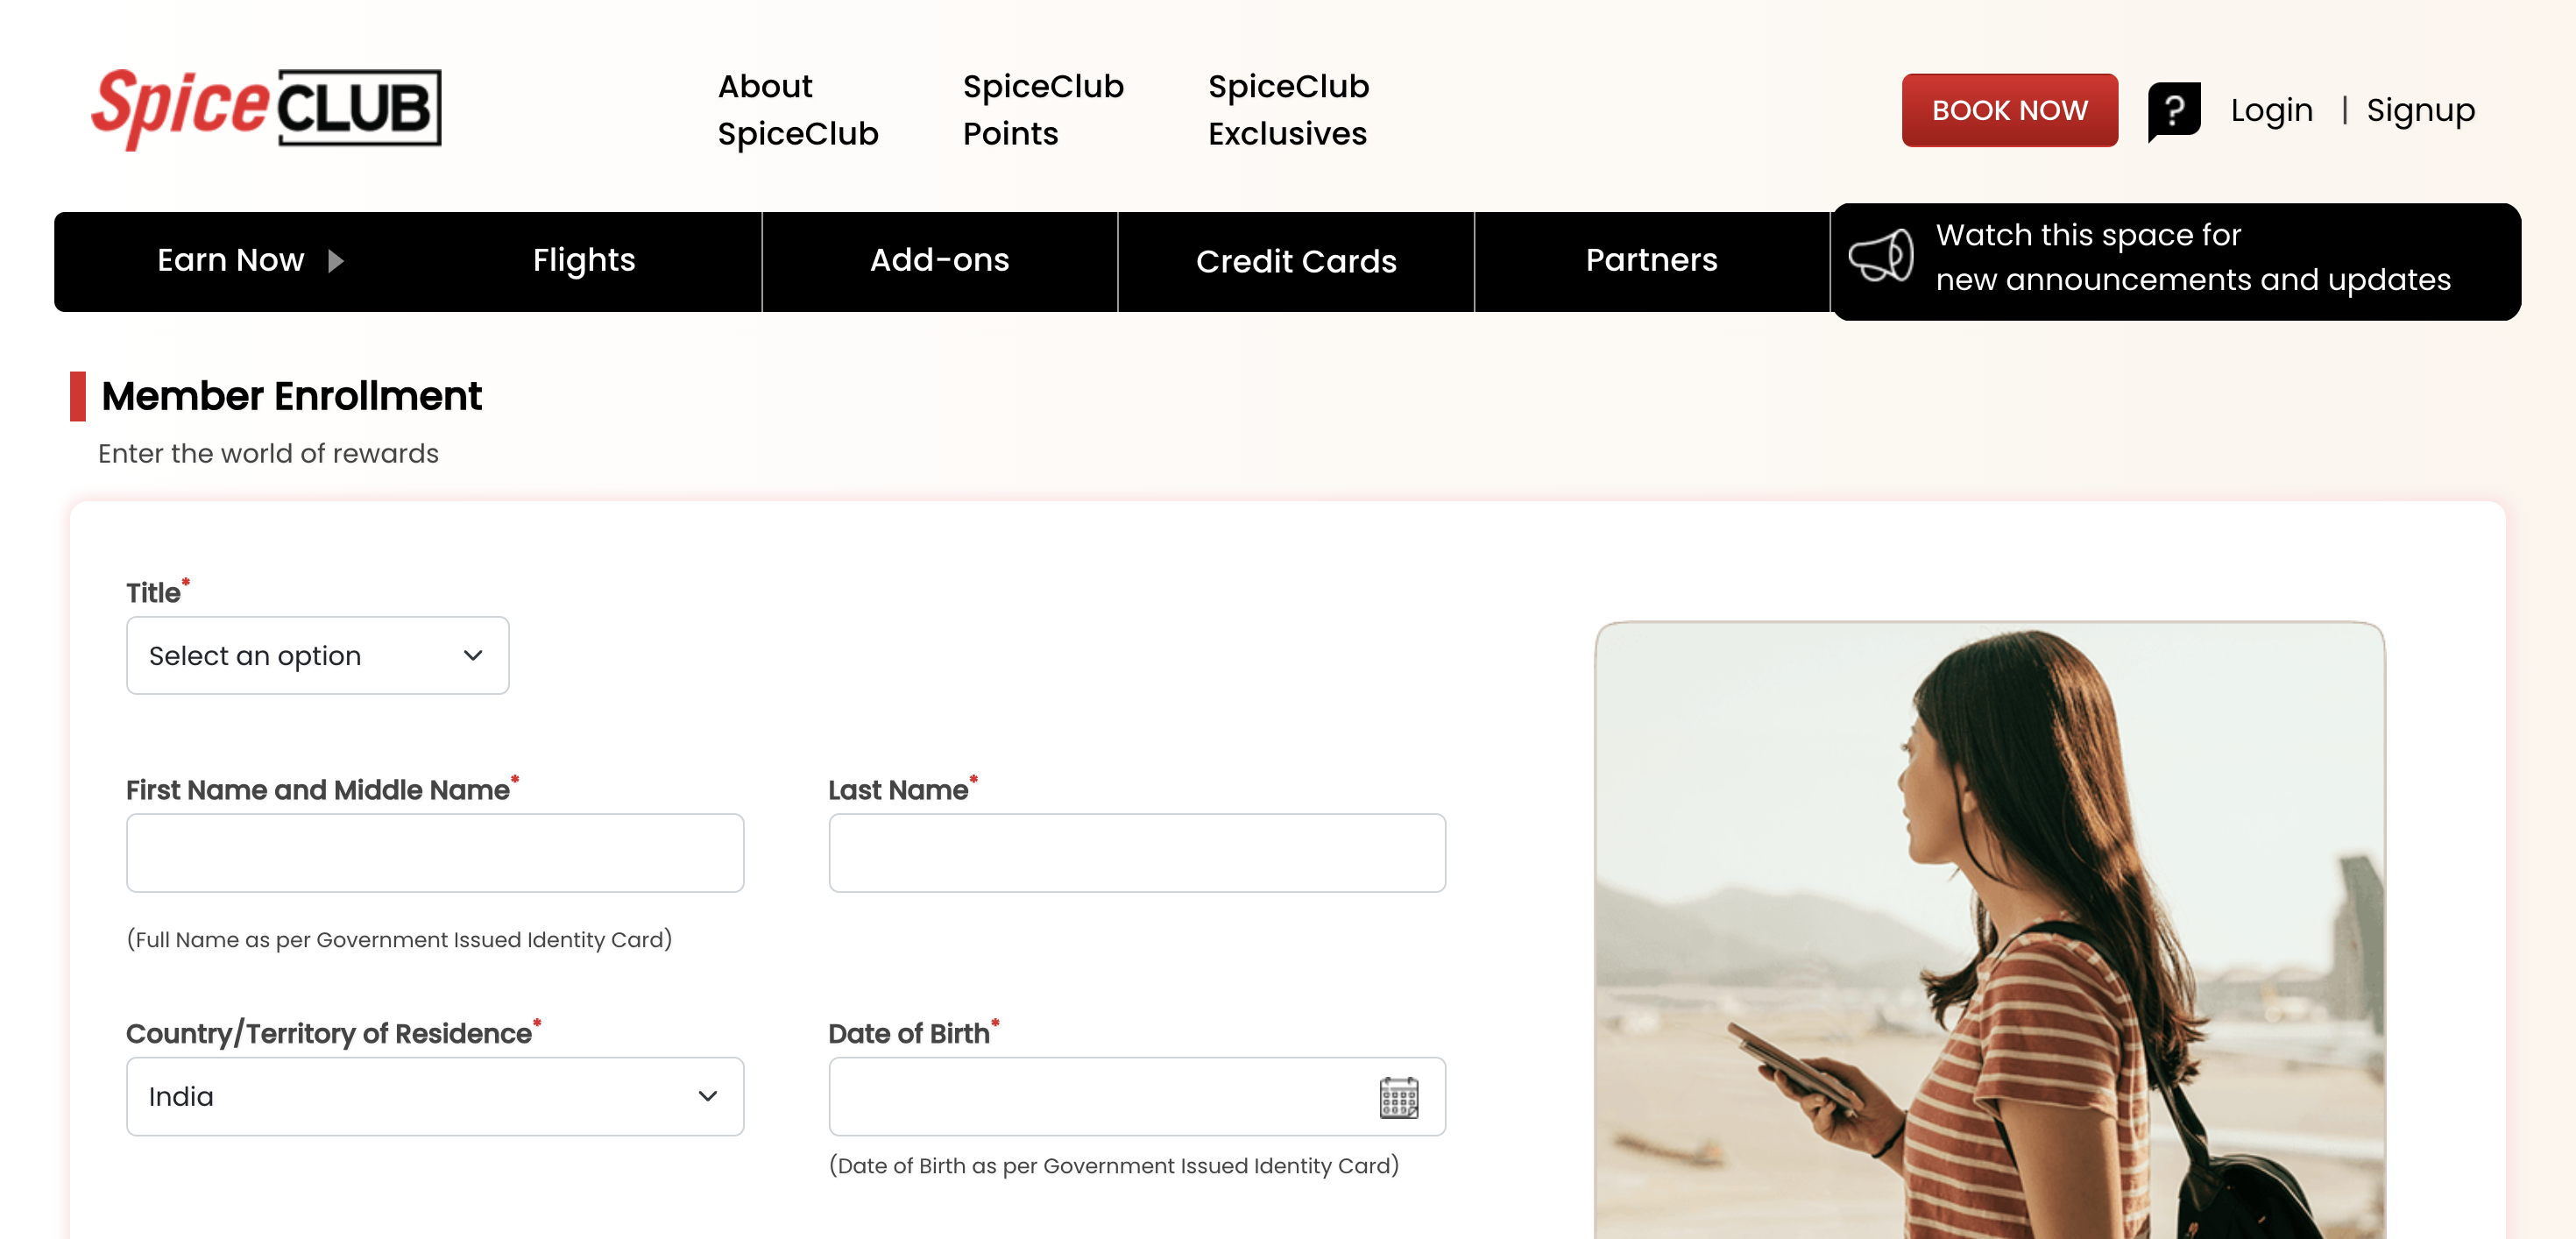 Spice CLUB
About
SpiceClub
SpiceClub
Points
SpiceClub
Exclusives
BOOK NOW
?
Login | Signup
Earn Now
Flights
Add-ons
Credit Cards
Partners
Watch this space for
new announcements and updates
Member Enrollment
Enter the world of rewards
Title*
Select an option
First Name and Middle Name*
Last Name*
(Full Name as per Government Issued Identity Card)
Country/Territory of Residence*
Date of Birth*
India
(Date of Birth as per Government Issued Identity Card)